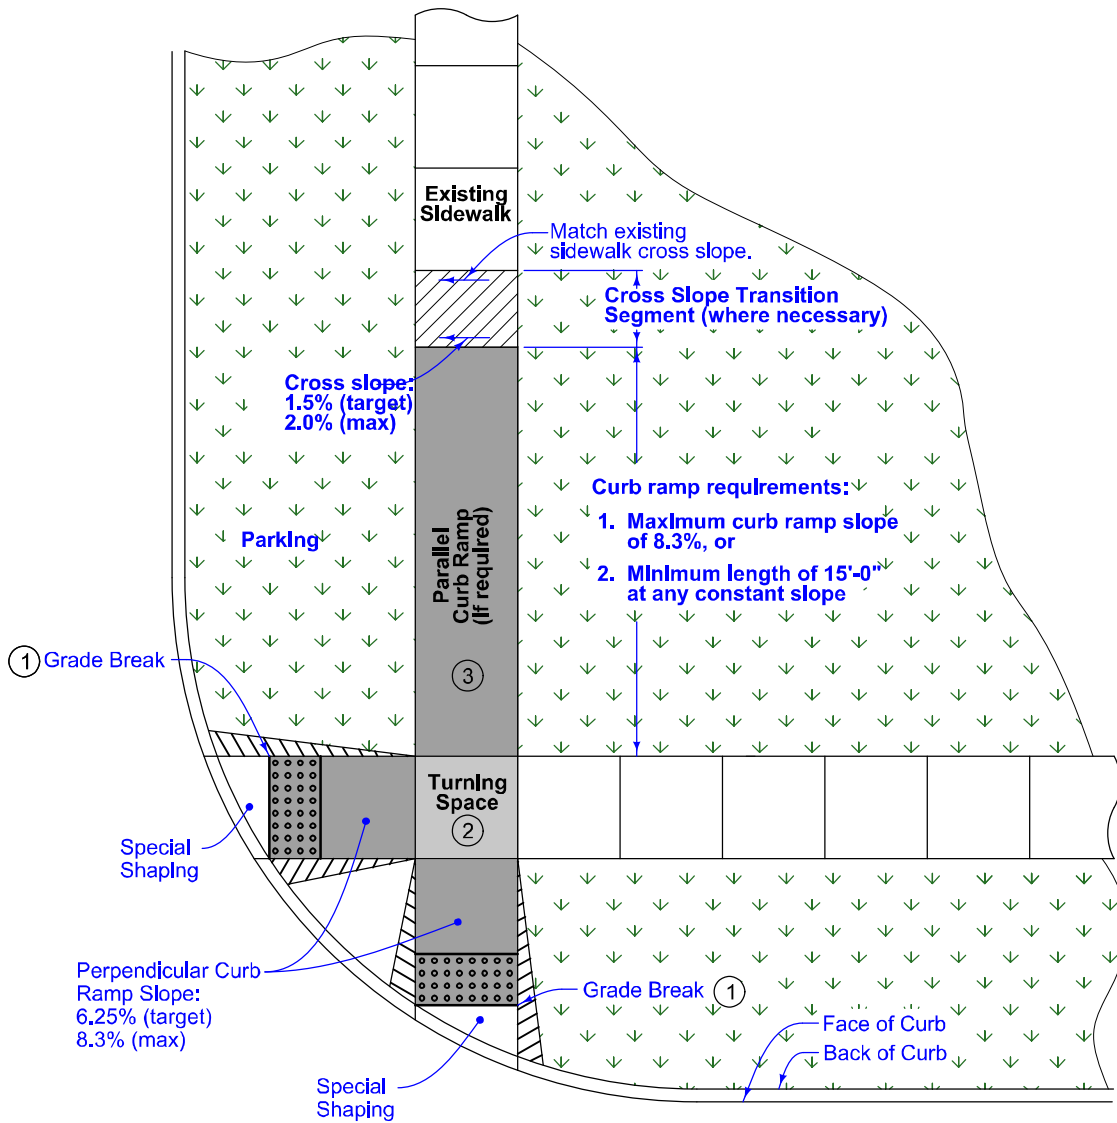 Existing
Sidewalk
Match existing
sidewalk cross slope.
Cross Slope Transition
Segment (where necessary)
Cross slope:
1.5% (target)
2.0% (max)
Curb ramp requirements:
1. Maximum curb ramp slope
of 8.3%, or
2. Minimum length of 15'-0"
at any constant slope
Parking
Parallel
Curb Ramp
(If required)
3
1 Grade Break
Turning
Space
2
Special
Shaping
Perpendicular Curb
Ramp Slope:
6.25% (target)
8.3% (max)
Grade Break 1
Face of Curb
Back of Curb
Special
Shaping